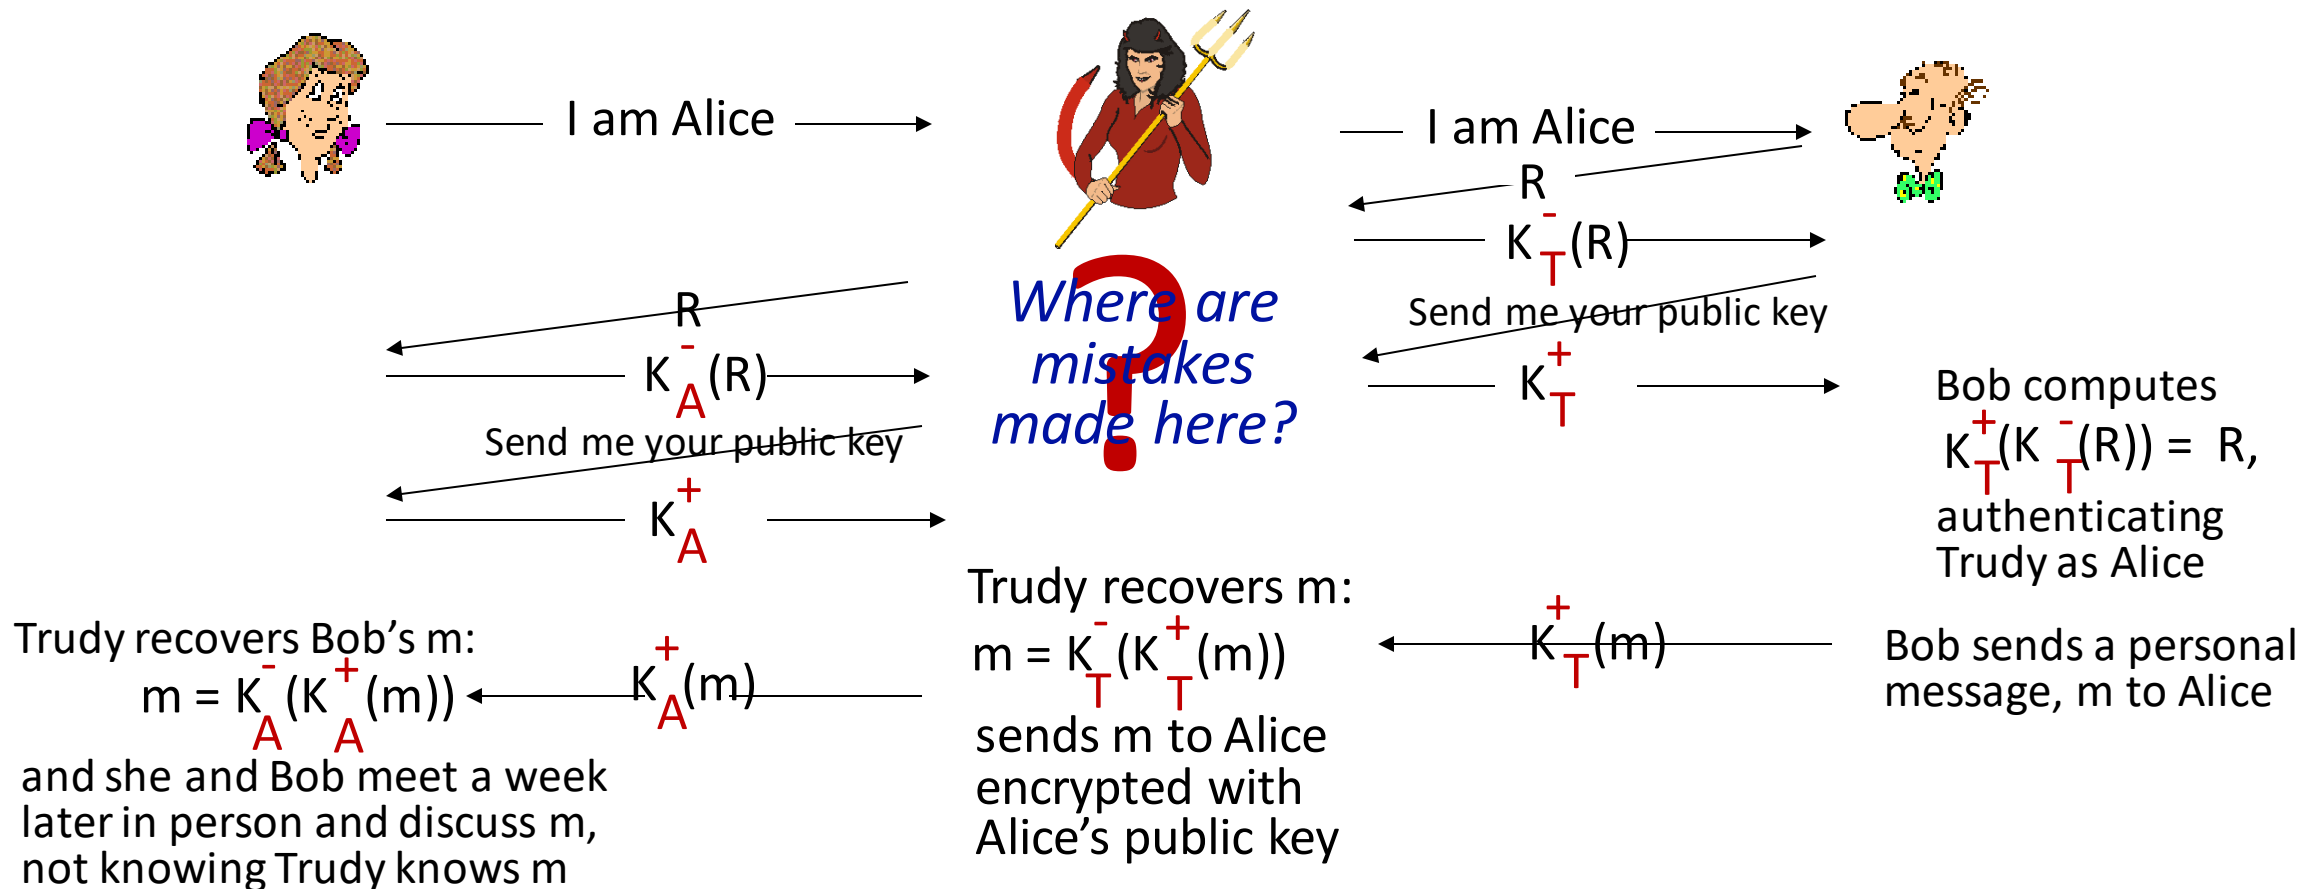 I am Alice
I am Alice
R
K-T(R)
Send me your public key
K+T
R
K-A(R)
Send me your public key
K+A
Where are
mistakes
made here?
?
Bob computes
K+T(K-T(R)) = R,
authenticating
Trudy as Alice
K+T(m)
Bob sends a personal
message, m to Alice
Trudy recovers m:
m = K-T(K+T(m))
sends m to Alice
encrypted with
Alice’s public key
K+A(m)
Trudy recovers Bob’s m:
m = K-A(K+A(m))
and she and Bob meet a week
later in person and discuss m,
not knowing Trudy knows m